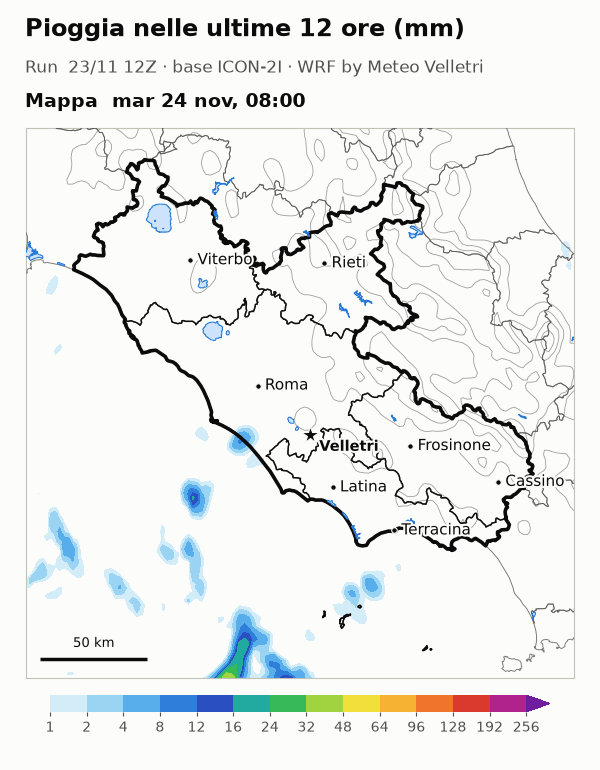 Pioggia nelle ultime 12 ore (mm)
Run  23/11 12Z · base ICON-2I · WRF by Meteo Velletri
Mappa  mar 24 nov, 08:00
Viterbo
Rieti
Roma
Velletri
Frosinone
Latina
Cassino
Terracina
50 km
1 2 4 8 12 16 24 32 48 64 96 128 192 256